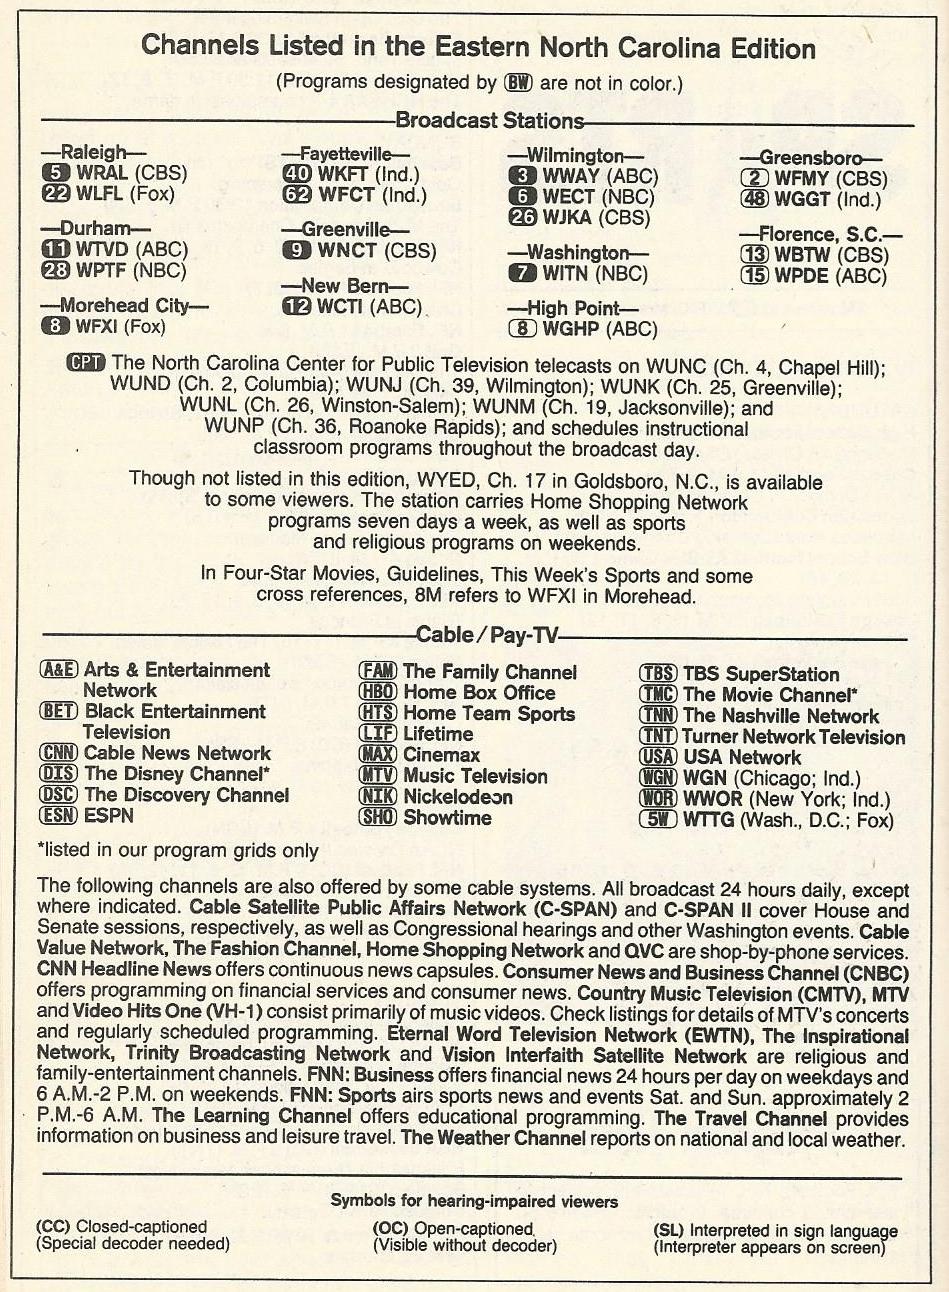 Channels Listed in the Eastern North Carolina Edition
(Programs designated by BW are not in color.)
Broadcast Stations
—Raleigh—
5 WRAL (CBS)
22 WLFL (Fox)
—Durham—
11 WTVD (ABC)
28 WPTF (NBC)
—Morehead City—
8 WFXI (Fox)
—Fayetteville—
40 WKFT (Ind.)
62 WFCT (Ind.)
—Greenville—
9 WNCT (CBS)
—New Bern—
12 WCTI (ABC)
—Wilmington—
3 WWAY (ABC)
6 WECT (NBC)
26 WJKA (CBS)
—Washington—
7 WITN (NBC)
—High Point—
8 WGHP (ABC)
—Greensboro—
2 WFMY (CBS)
48 WGGT (Ind.)
—Florence, S.C.—
13 WBTW (CBS)
15 WPDE (ABC)
CPT The North Carolina Center for Public Television telecasts on WUNC (Ch. 4, Chapel Hill);
WUND (Ch. 2, Columbia); WUNJ (Ch. 39, Wilmington); WUNK (Ch. 25, Greenville);
WUNL (Ch. 26, Winston-Salem); WUNM (Ch. 19, Jacksonville); and
WUNP (Ch. 36, Roanoke Rapids); and schedules instructional
classroom programs throughout the broadcast day.
Though not listed in this edition, WYED, Ch. 17 in Goldsboro, N.C., is available
to some viewers. The station carries Home Shopping Network
programs seven days a week, as well as sports
and religious programs on weekends.
In Four-Star Movies, Guidelines, This Week's Sports and some
cross references, 8M refers to WFXI in Morehead.
Cable/Pay-TV
A&E Arts & Entertainment
Network
BET Black Entertainment
Television
CNN Cable News Network
DIS The Disney Channel*
DSC The Discovery Channel
ESN ESPN
FAM The Family Channel
HBO Home Box Office
HTS Home Team Sports
LIF Lifetime
MAX Cinemax
MTV Music Television
NIK Nickelodeon
SHO Showtime
TBS TBS SuperStation
TMC The Movie Channel*
TNN The Nashville Network
TNT Turner Network Television
USA USA Network
WGN WGN (Chicago; Ind.)
WOR WWOR (New York; Ind.)
5W WTTG (Wash., D.C.; Fox)
*listed in our program grids only
The following channels are also offered by some cable systems. All broadcast 24 hours daily, except
where indicated. Cable Satellite Public Affairs Network (C-SPAN) and C-SPAN II cover House and
Senate sessions, respectively, as well as Congressional hearings and other Washington events. Cable
Value Network, The Fashion Channel, Home Shopping Network and QVC are shop-by-phone services.
CNN Headline News offers continuous news capsules. Consumer News and Business Channel (CNBC)
offers programming on financial services and consumer news. Country Music Television (CMTV), MTV
and Video Hits One (VH-1) consist primarily of music videos. Check listings for details of MTV's concerts
and regularly scheduled programming. Eternal Word Television Network (EWTN), The Inspirational
Network, Trinity Broadcasting Network and Vision Interfaith Satellite Network are religious and
family-entertainment channels. FNN: Business offers financial news 24 hours per day on weekdays and
6 A.M.-2 P.M. on weekends. FNN: Sports airs sports news and events Sat. and Sun. approximately 2
P.M.-6 A.M. The Learning Channel offers educational programming. The Travel Channel provides
information on business and leisure travel. The Weather Channel reports on national and local weather.
Symbols for hearing-impaired viewers
(CC) Closed-captioned
(Special decoder needed)
(OC) Open-captioned
(Visible without decoder)
(SL) Interpreted in sign language
(Interpreter appears on screen)